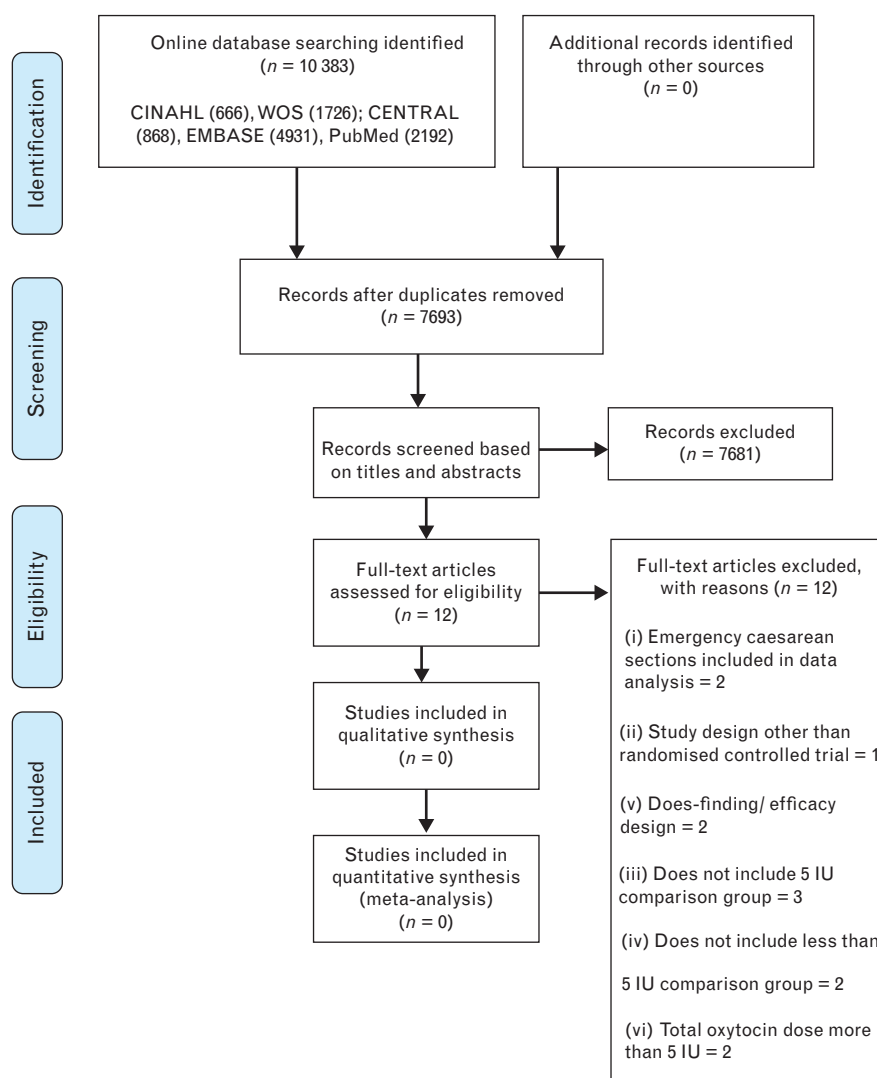 Identification
Online database searching identified
(n = 10 383)
CINAHL (666), WOS (1726); CENTRAL
(868), EMBASE (4931), PubMed (2192)
Additional records identified
through other sources
(n = 0)
Screening
Records after duplicates removed
(n = 7693)
Records screened based
on titles and abstracts
Records excluded
(n = 7681)
Eligibility
Full-text articles
assessed for eligibility
(n = 12)
Full-text articles excluded,
with reasons (n = 12)
(i) Emergency caesarean
sections included in data
analysis = 2
(ii) Study design other than
randomised controlled trial = 1
(v) Does-finding/ efficacy
design = 2
(iii) Does not include 5 IU
comparison group = 3
(iv) Does not include less than
5 IU comparison group = 2
(vi) Total oxytocin dose more
than 5 IU = 2
Included
Studies included in
qualitative synthesis
(n = 0)
Studies included in
quantitative synthesis
(meta-analysis)
(n = 0)